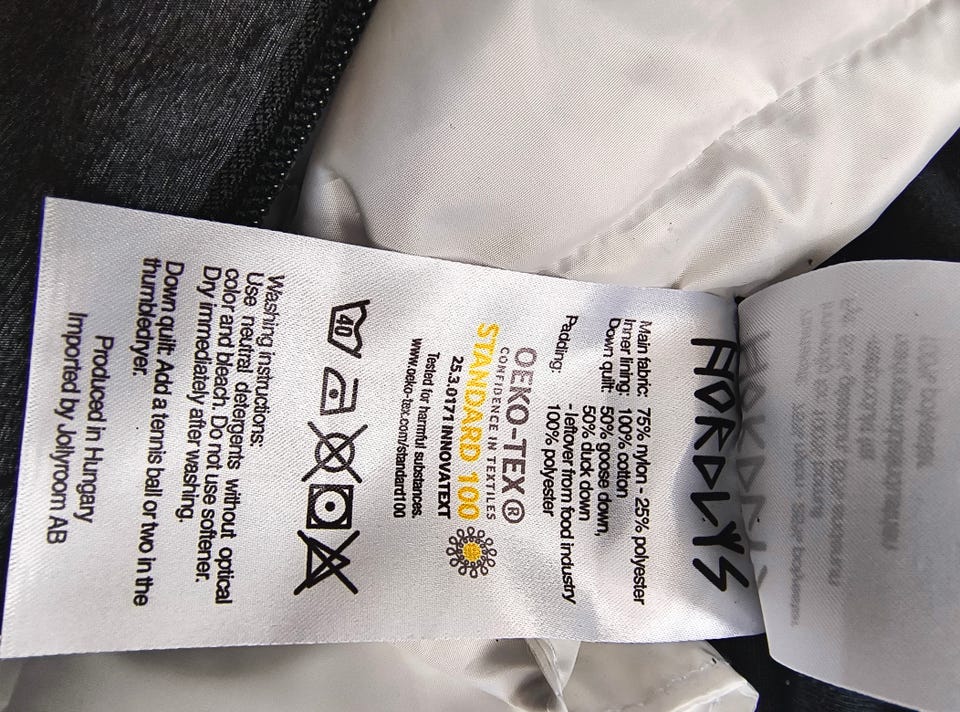 NORDLYS
Main fabric: 75% nylon - 25% polyester
Inner lining: 100% cotton
Down quilt: 50% goose down,
50% duck down
- leftover from food industry
Padding: 100% polyester
OEKO-TEX®
CONFIDENCE IN TEXTILES
STANDARD 100
25.3.0171 INNOVATEXT
Tested for harmful substances.
www.oeko-tex.com/standard100
40
Washing instructions:
Use neutral detergents without optical
color and bleach. Do not use softener.
Dry immediately after washing.
Down quilt: Add a tennis ball or two in the
thumbledryer.
Produced in Hungary
Imported by Jollyroom AB